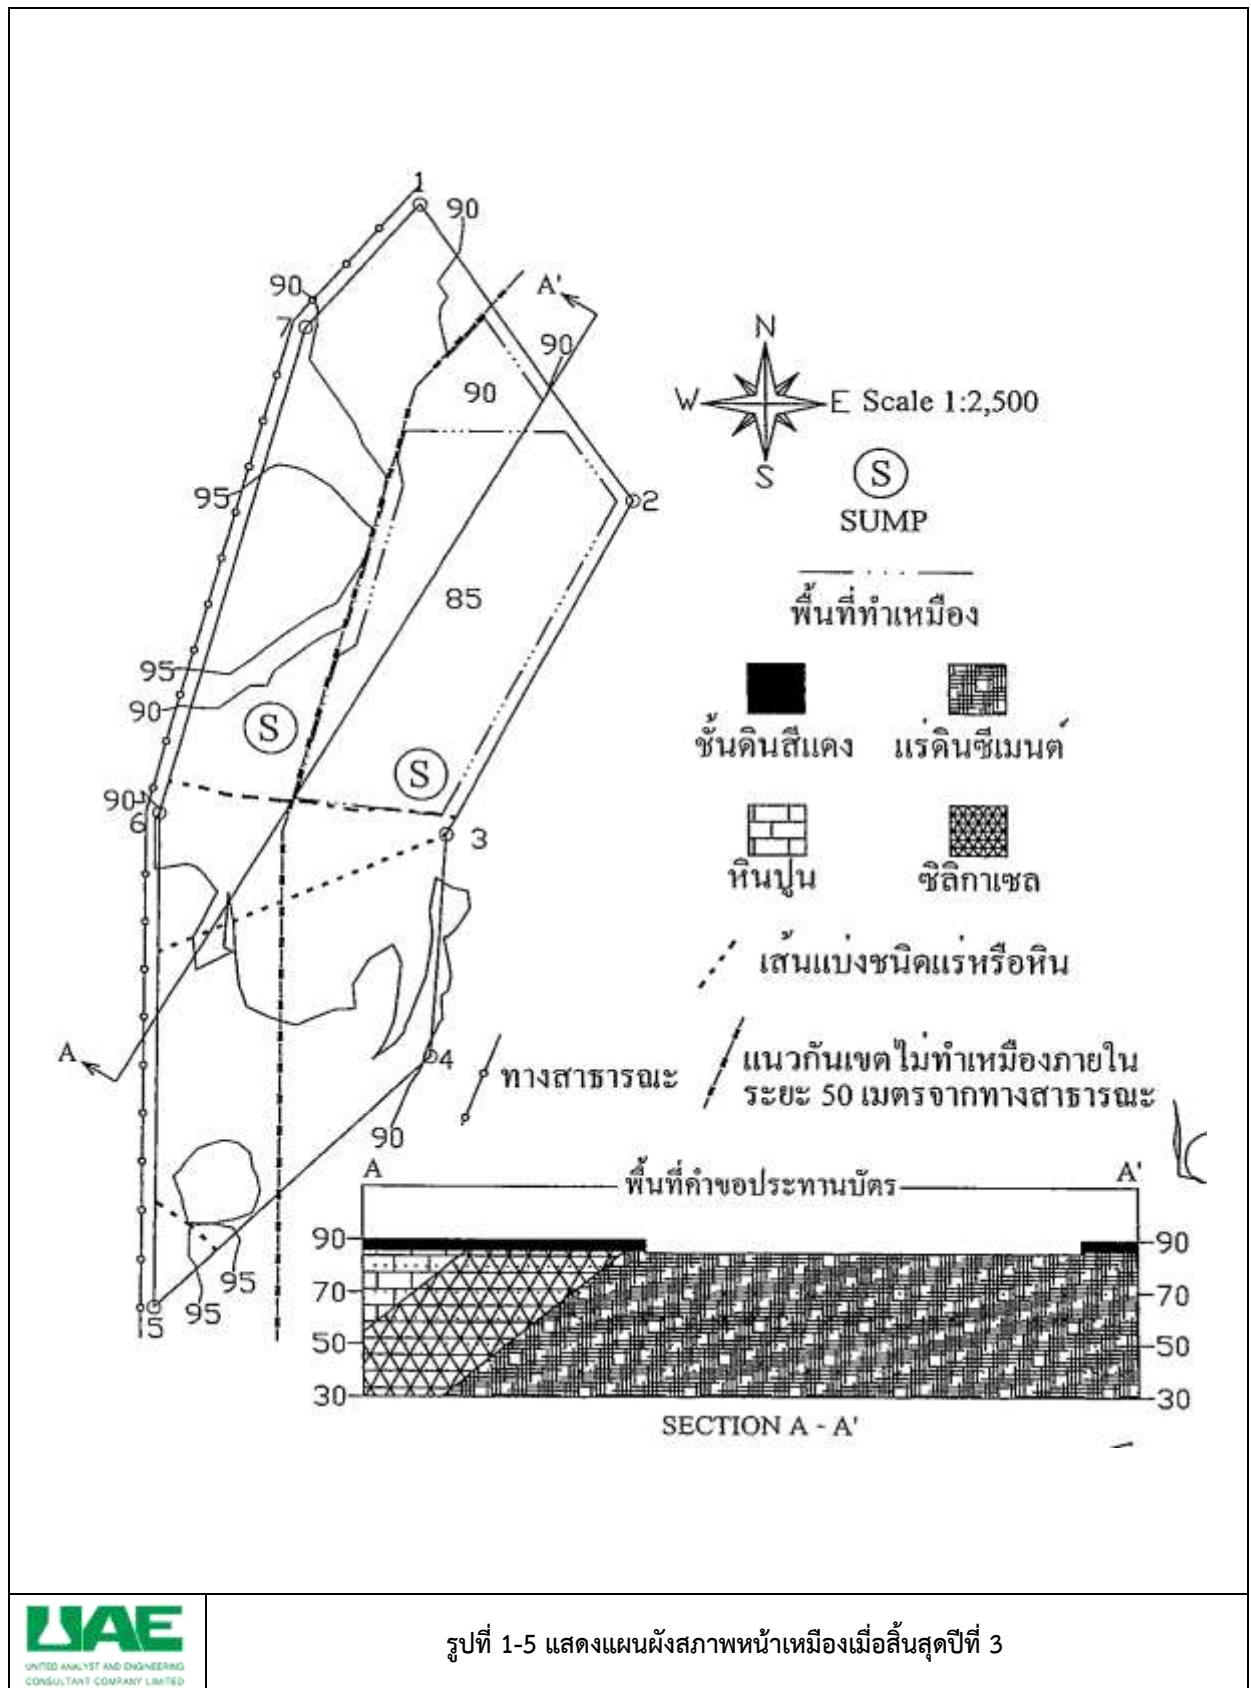 1
90
A'
90
7
90
90
N
W
E Scale 1:2,500
S
S
SUMP
95
2
85
พื้นที่ทำเหมือง
95
90
S
S
ชั้นดินสีแดง
แร่ดินซีเมนต์
90
6
3
หินปูน
ซิลิกาเซล
เส้นแบ่งชนิดแร่หรือหิน
A
4
ทางสาธารณะ
แนวกันเขตไม่ทำเหมืองภายใน
ระยะ 50 เมตรจากทางสาธารณะ
90
95
95
5
A
พื้นที่คำขอประทานบัตร
A'
90
90
70
70
50
50
30
30
SECTION A - A'
UAE
UNITED ANALYST AND ENGINEERING
CONSULTANT COMPANY LIMITED
รูปที่ 1-5 แสดงแผนผังสภาพหน้าเหมืองเมื่อสิ้นสุดปีที่ 3